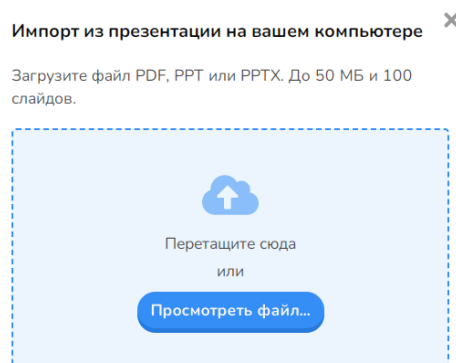 Импорт из презентации на вашем компьютере
Загрузите файл PDF, PPT или PPTX. До 50 МБ и 100
слайдов.
Перетащите сюда
или
Просмотреть файл...